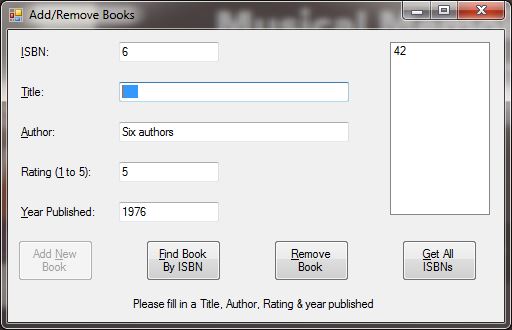 Add/Remove Books
ISBN:
6
42
Title:
Author:
Six authors
Rating (1 to 5):
5
Year Published:
1976
Add New
Book
Find Book
By ISBN
Remove
Book
Get All
ISBNs
Please fill in a Title, Author, Rating & year published